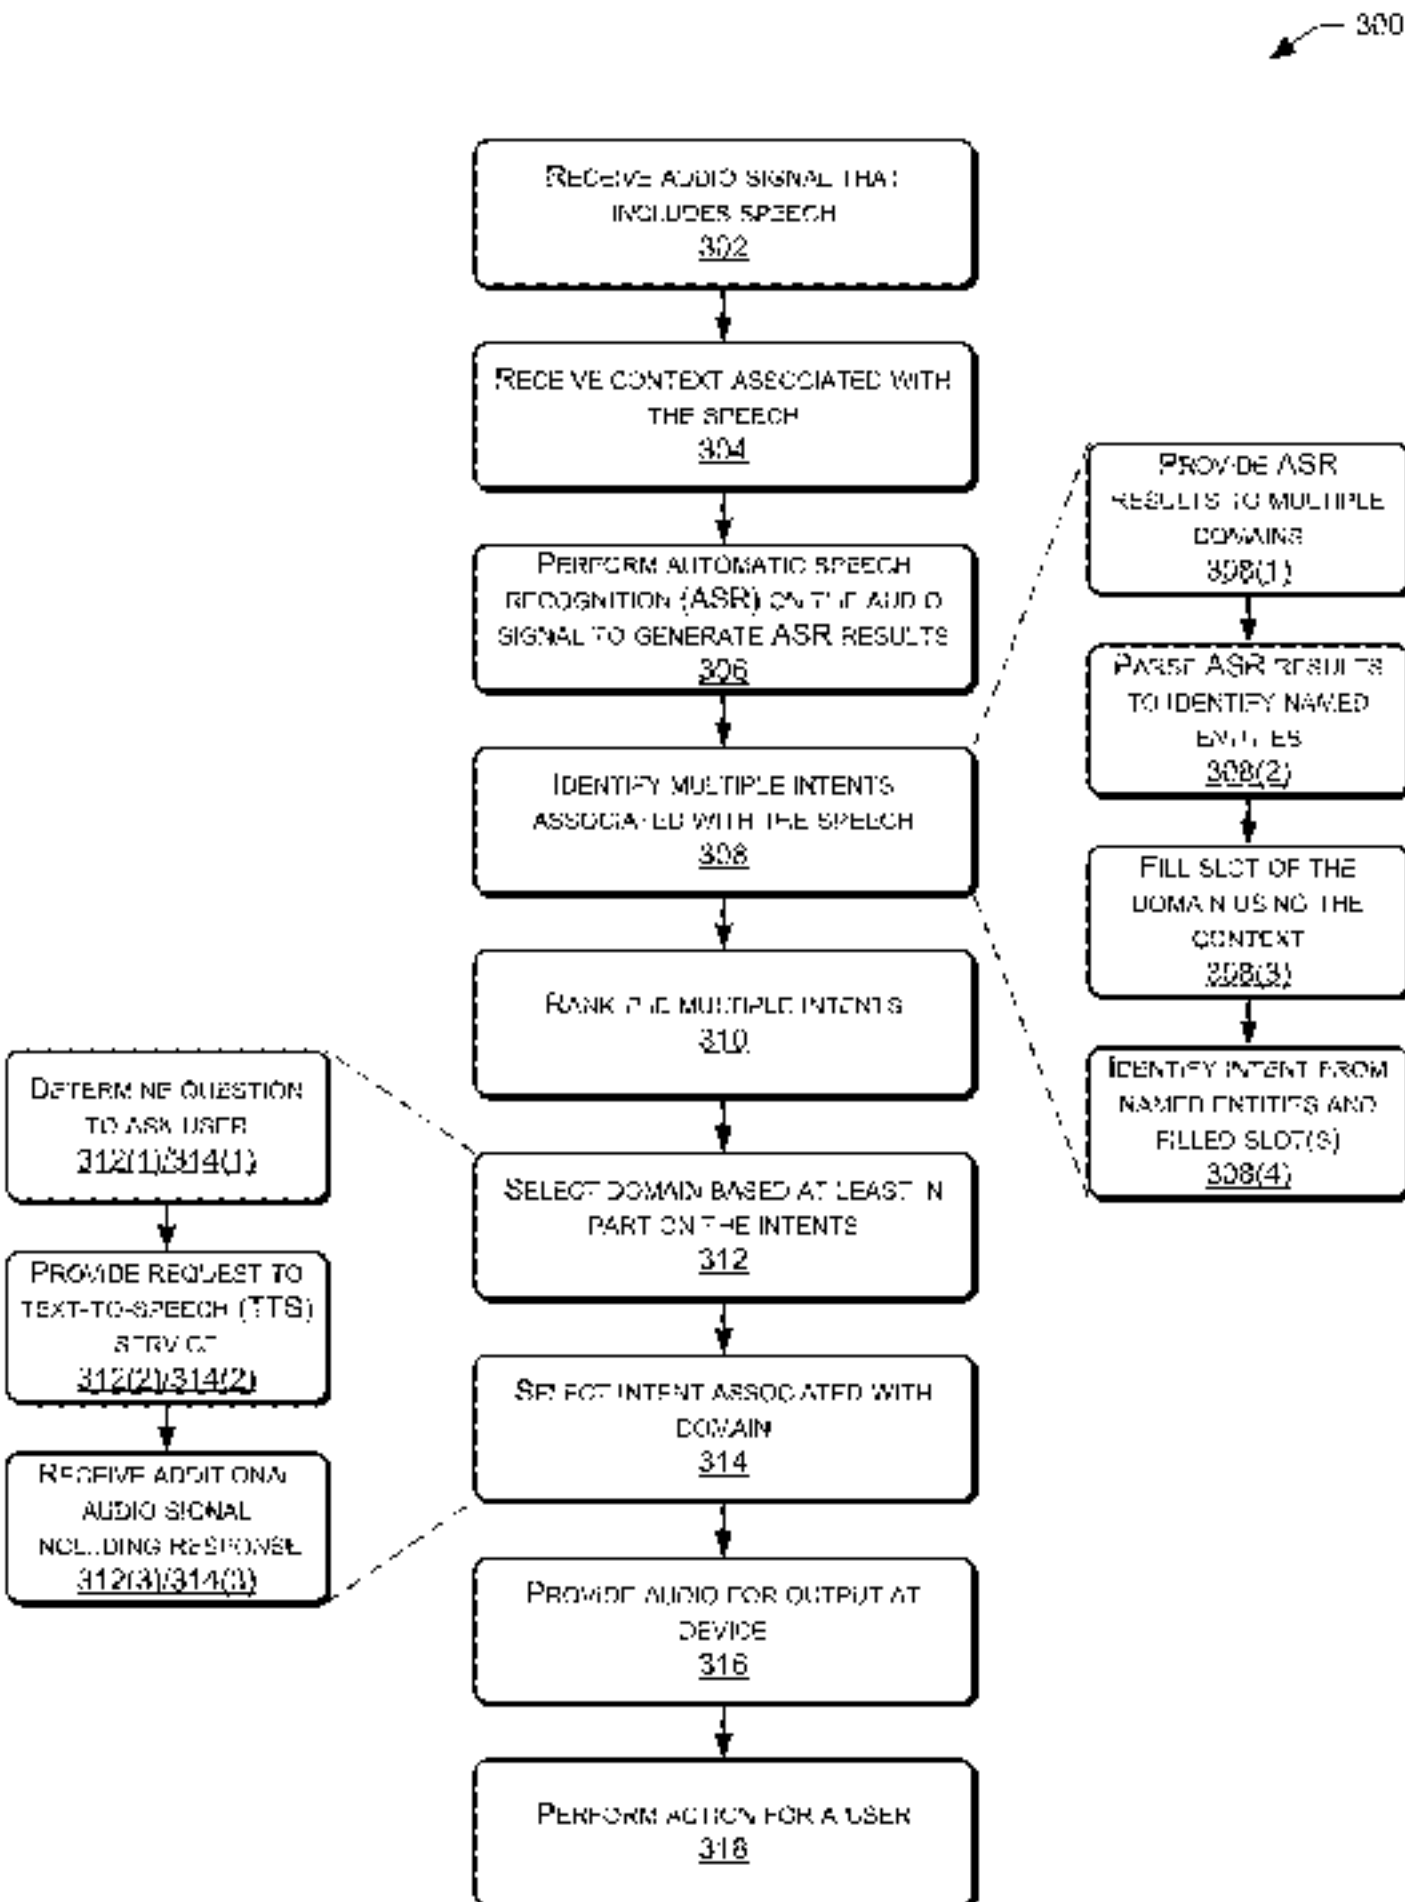 300
RECEIVE AUDIO SIGNAL THAT
INCLUDES SPEECH
302
RECEIVE CONTEXT ASSOCIATED WITH
THE SPEECH
304
PERFORM AUTOMATIC SPEECH
RECOGNITION (ASR) ON THE AUDIO
SIGNAL TO GENERATE ASR RESULTS
306
IDENTIFY MULTIPLE INTENTS
ASSOCIATED WITH THE SPEECH
308
PROVIDE ASR
RESULTS TO MULTIPLE
DOMAINS
308(1)
PARSE ASR RESULTS
TO IDENTIFY NAMED
ENTITIES
308(2)
FILL SLOT OF THE
DOMAIN USING THE
CONTEXT
308(3)
IDENTIFY INTENT FROM
NAMED ENTITIES AND
FILLED SLOT(S)
308(4)
RANK THE MULTIPLE INTENTS
310
SELECT DOMAIN BASED AT LEAST IN
PART ON THE INTENTS
312
DETERMINE QUESTION
TO ASK USER
312(1)/314(1)
PROVIDE REQUEST TO
TEXT-TO-SPEECH (TTS)
SERVICE
312(2)/314(2)
RECEIVE ADDITIONAL
AUDIO SIGNAL
INCLUDING RESPONSE
312(3)/314(3)
SELECT INTENT ASSOCIATED WITH
DOMAIN
314
PROVIDE AUDIO FOR OUTPUT AT
DEVICE
316
PERFORM ACTION FOR A USER
318